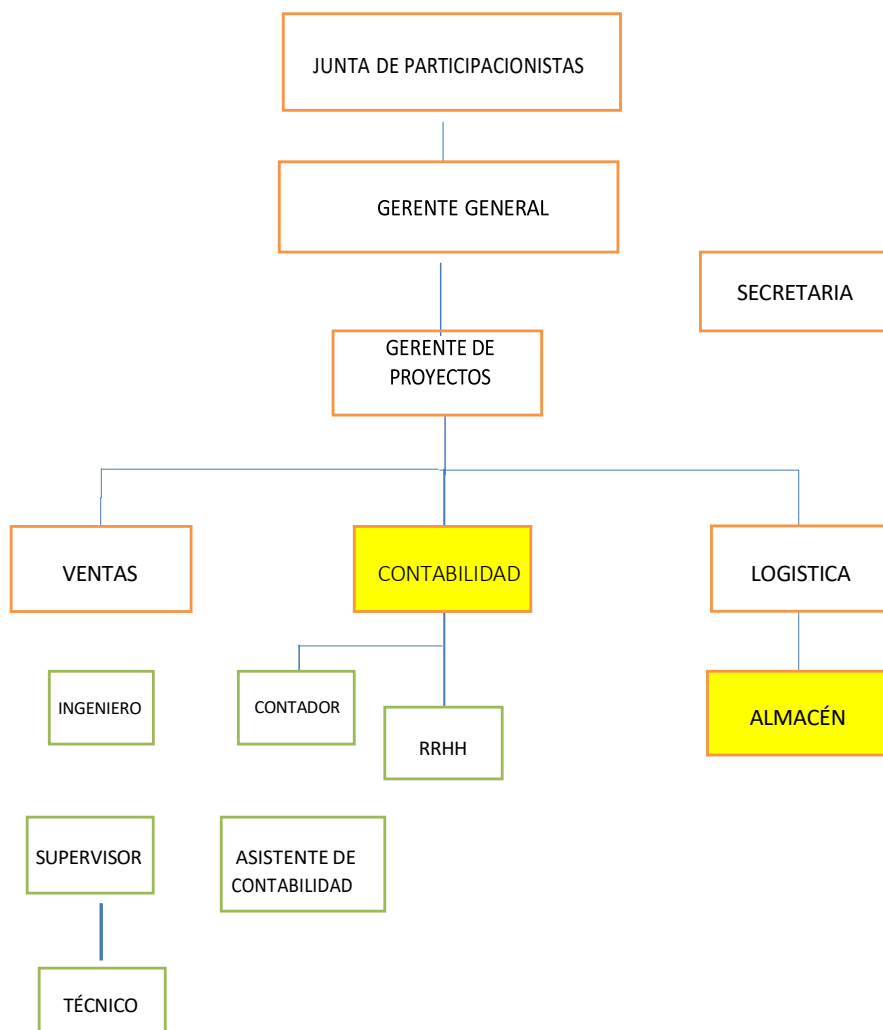 JUNTA DE PARTICIPACIONISTAS
GERENTE GENERAL
SECRETARIA
GERENTE DE
PROYECTOS
VENTAS
CONTABILIDAD
LOGISTICA
INGENIERO
CONTADOR
RRHH
ALMACÉN
SUPERVISOR
ASISTENTE DE
CONTABILIDAD
TÉCNICO